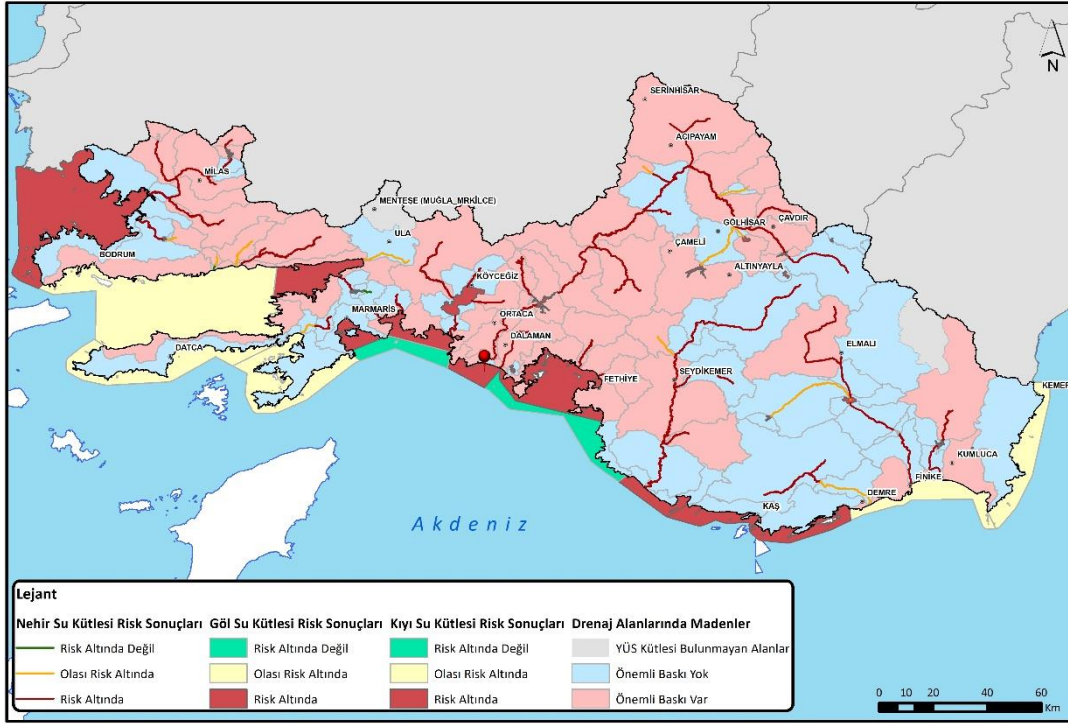 N
SERİNHİSAR
ACIPAYAM
MİLAS
MENTEŞE (MUĞLA_MRKİLCE)
ULA
GÖLHİSAR
ÇAVDIR
ÇAMELİ
ALTINYAYLA
BODRUM
KÖYCEĞİZ
MARMARİS
ORTACA
DALAMAN
DATÇA
FETHİYE
SEYDİKEMER
ELMALI
KEMER
KUMLUCA
FİNİKE
DEMRE
KAŞ
Akdeniz
Lejant
Nehir Su Kütlesi Risk Sonuçları Göl Su Kütlesi Risk Sonuçları Kıyı Su Kütlesi Risk Sonuçları Drenaj Alanlarında Madenler
Risk Altında Değil Risk Altında Değil Risk Altında Değil YÜS Kütlesi Bulunmayan Alanlar
Olası Risk Altında Olası Risk Altında Olası Risk Altında Önemli Baskı Yok
Risk Altında Risk Altında Risk Altında Önemli Baskı Var
0 10 20 40 60
Km